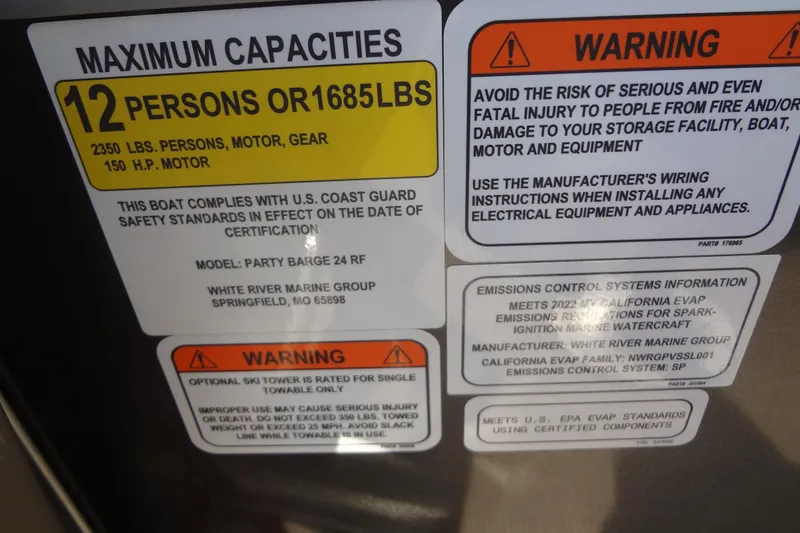 MAXIMUM CAPACITIES
12 PERSONS OR 1685 LBS
2350 LBS. PERSONS, MOTOR, GEAR
150 H.P. MOTOR
THIS BOAT COMPLIES WITH U.S. COAST GUARD
SAFETY STANDARDS IN EFFECT ON THE DATE OF
CERTIFICATION
MODEL: PARTY BARGE 24 RF
WHITE RIVER MARINE GROUP
SPRINGFIELD, MO 65898
WARNING
OPTIONAL SKI TOWER IS RATED FOR SINGLE
TOWABLE ONLY
IMPROPER USE MAY CAUSE SERIOUS INJURY
OR DEATH. DO NOT EXCEED 350 LBS. TOWED
WEIGHT OR EXCEED 25 MPH. AVOID SLACK
LINE WHILE TOWABLE IS IN USE.
WARNING
AVOID THE RISK OF SERIOUS AND EVEN
FATAL INJURY TO PEOPLE FROM FIRE AND/OR
DAMAGE TO YOUR STORAGE FACILITY, BOAT,
MOTOR AND EQUIPMENT
USE THE MANUFACTURER'S WIRING
INSTRUCTIONS WHEN INSTALLING ANY
ELECTRICAL EQUIPMENT AND APPLIANCES.
PART#
EMISSIONS CONTROL SYSTEMS INFORMATION
MEETS 2022 MY CALIFORNIA EVAP
EMISSIONS REGULATIONS FOR SPARK-
IGNITION MARINE WATERCRAFT
MANUFACTURER: WHITE RIVER MARINE GROUP
CALIFORNIA EVAP FAMILY: NWRGPVSSL001
EMISSIONS CONTROL SYSTEM: SP
PART#
MEETS U.S. EPA EVAP STANDARDS
USING CERTIFIED COMPONENTS